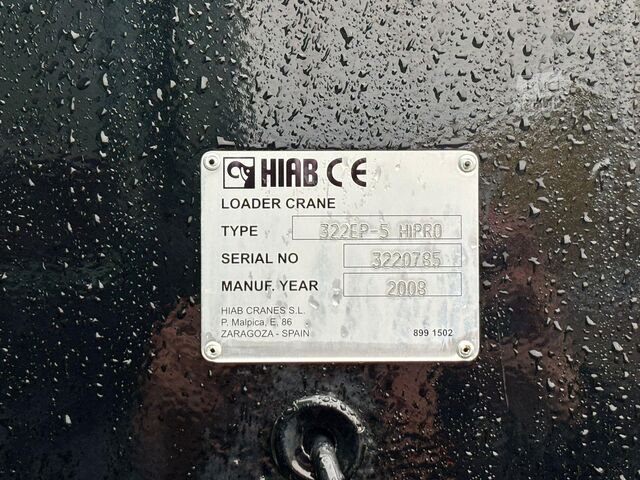 HIAB CE
LOADER CRANE
TYPE 322EP-5 HIPRO
SERIAL NO 3220785
MANUF. YEAR 2008
HIAB CRANES S.L.
P. Malpica, E, 86
ZARAGOZA - SPAIN 899 1502